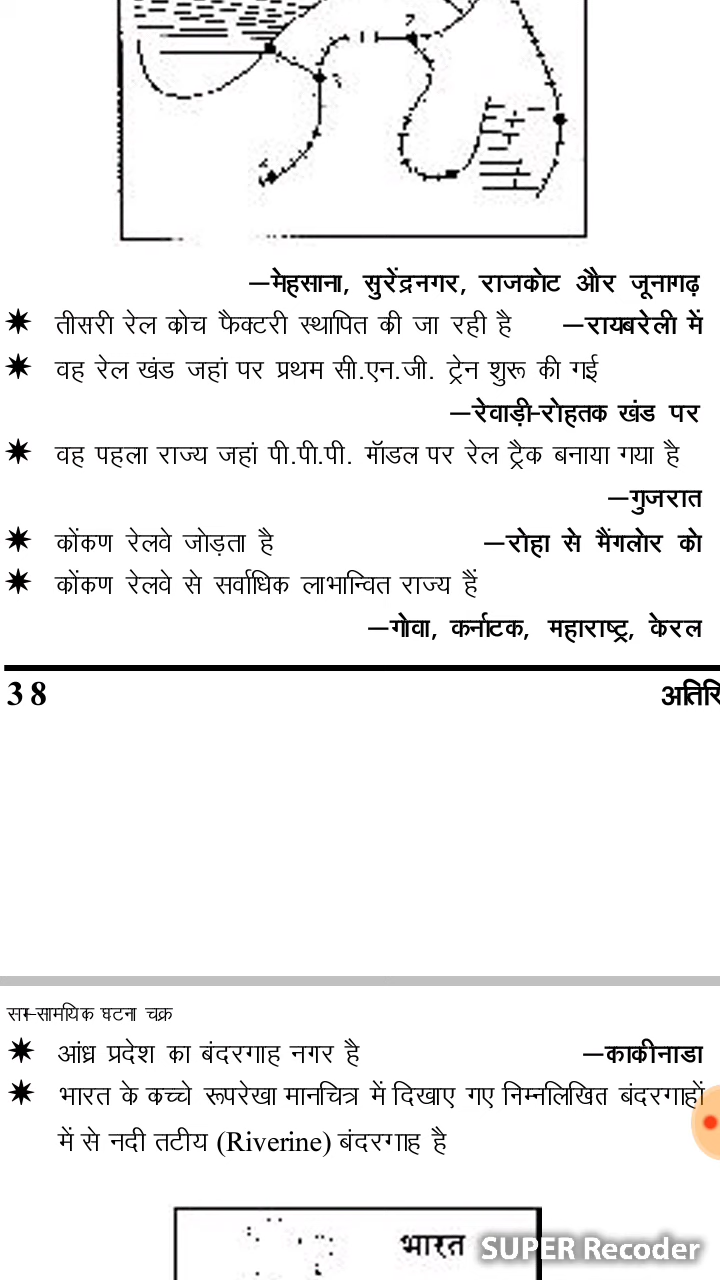 —मेहसाना, सुरेंद्रनगर, राजकोट और जूनागढ़
✷ तीसरी रेल कोच फैक्टरी स्थापित की जा रही है —रायबरेली में
✷ वह रेल खंड जहां पर प्रथम सी.एन.जी. ट्रेन शुरू की गई
—रेवाड़ी-रोहतक खंड पर
✷ वह पहला राज्य जहां पी.पी.पी. मॉडल पर रेल ट्रैक बनाया गया है
—गुजरात
✷ कोंकण रेलवे जोड़ता है —रोहा से मैंगलोर को
✷ कोंकण रेलवे से सर्वाधिक लाभान्वित राज्य हैं
—गोवा, कर्नाटक, महाराष्ट्र, केरल
38
सम-सामयिक घटना चक्र
✷ आंध्र प्रदेश का बंदरगाह नगर है —काकीनाडा
✷ भारत के कच्चे रूपरेखा मानचित्र में दिखाए गए निम्नलिखित बंदरगाहों
में से नदी तटीय (Riverine) बंदरगाह है
भारत
SUPER Recoder